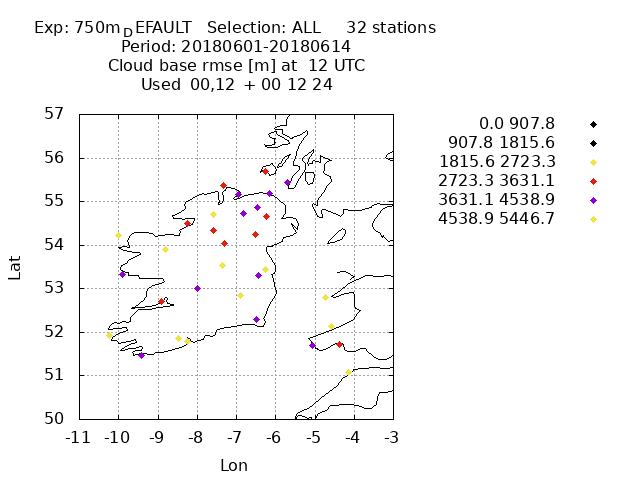 Exp: 750m_DEFAULT Selection: ALL 32 stations
Period: 20180601-20180614
Cloud base rmse [m] at 12 UTC
Used 00,12 + 00 12 24
0.0 907.8
907.8 1815.6
1815.6 2723.3
2723.3 3631.1
3631.1 4538.9
4538.9 5446.7
57
56
55
54
53
52
51
50
Lat
-11 -10 -9 -8 -7 -6 -5 -4 -3
Lon